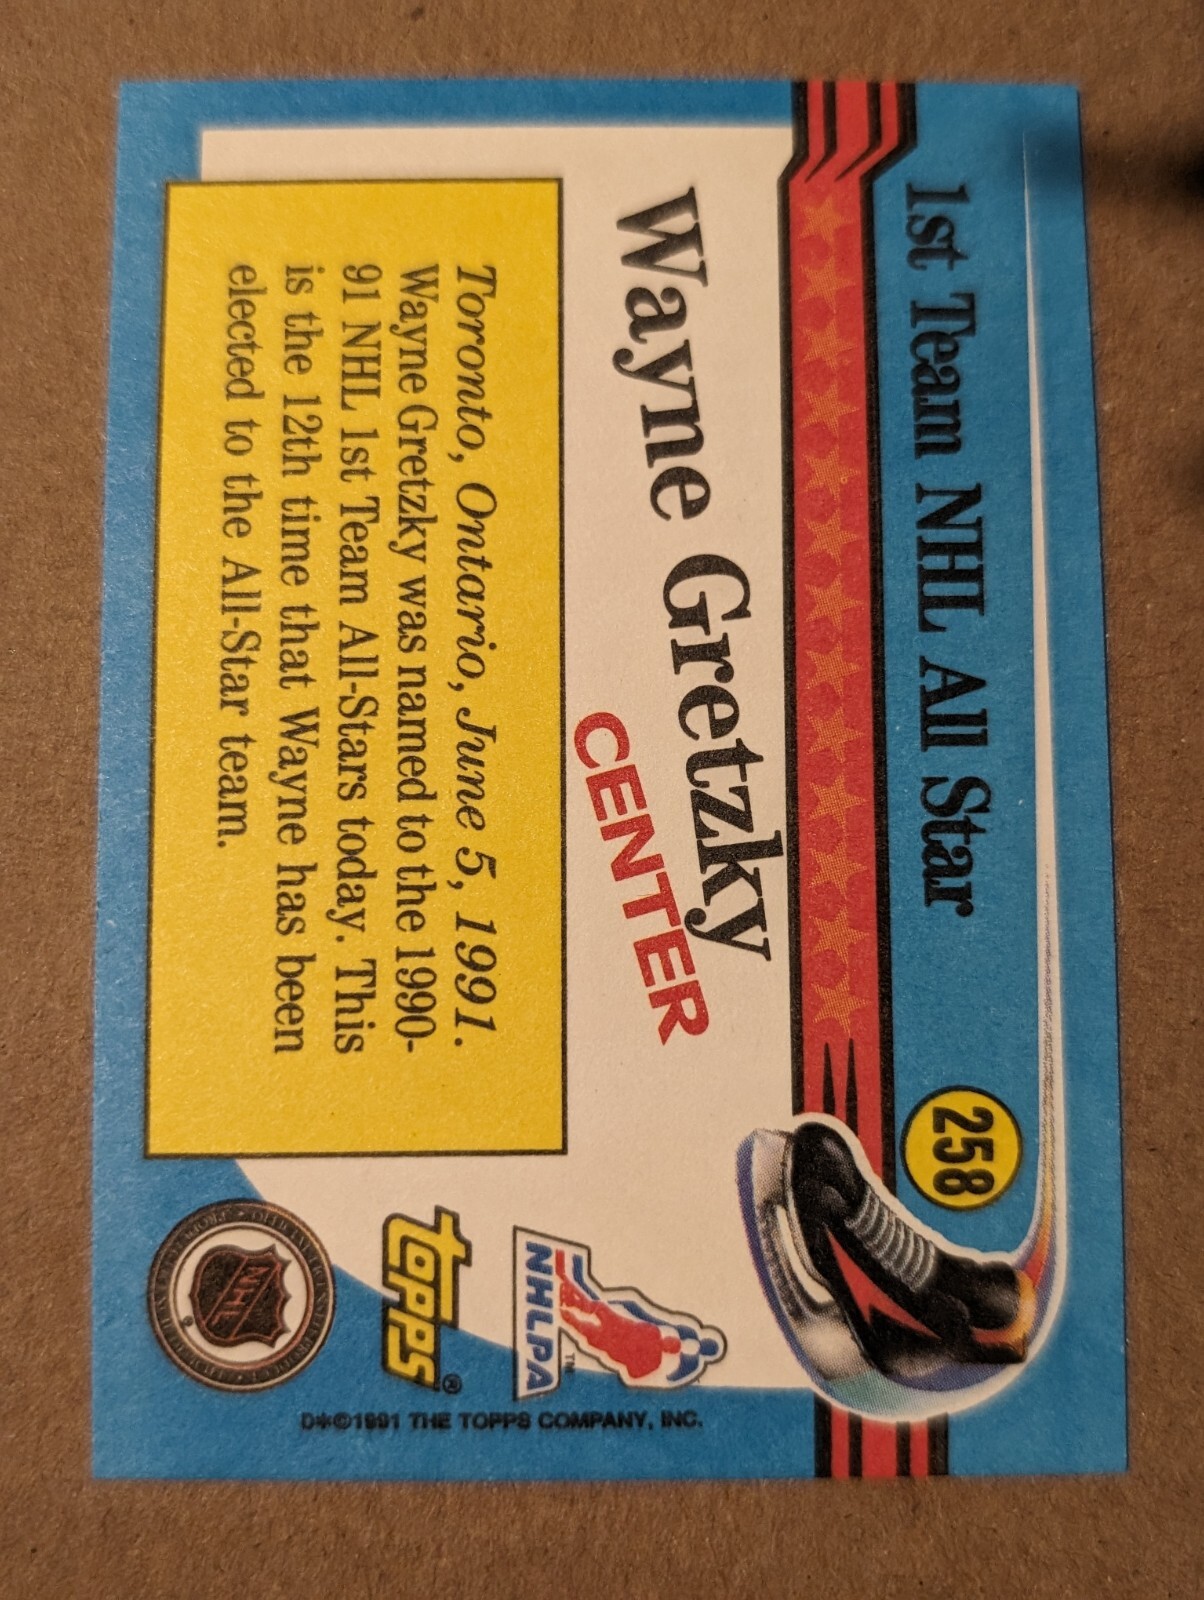 1st Team NHL All Star
258
Wayne Gretzky
CENTER
Toronto, Ontario, June 5, 1991.
Wayne Gretzky was named to the 1990-
91 NHL 1st Team All-Stars today. This
is the 12th time that Wayne has been
elected to the All-Star team.
NHLPA™
TOPPS®
NHL
D*©1991 THE TOPPS COMPANY, INC.